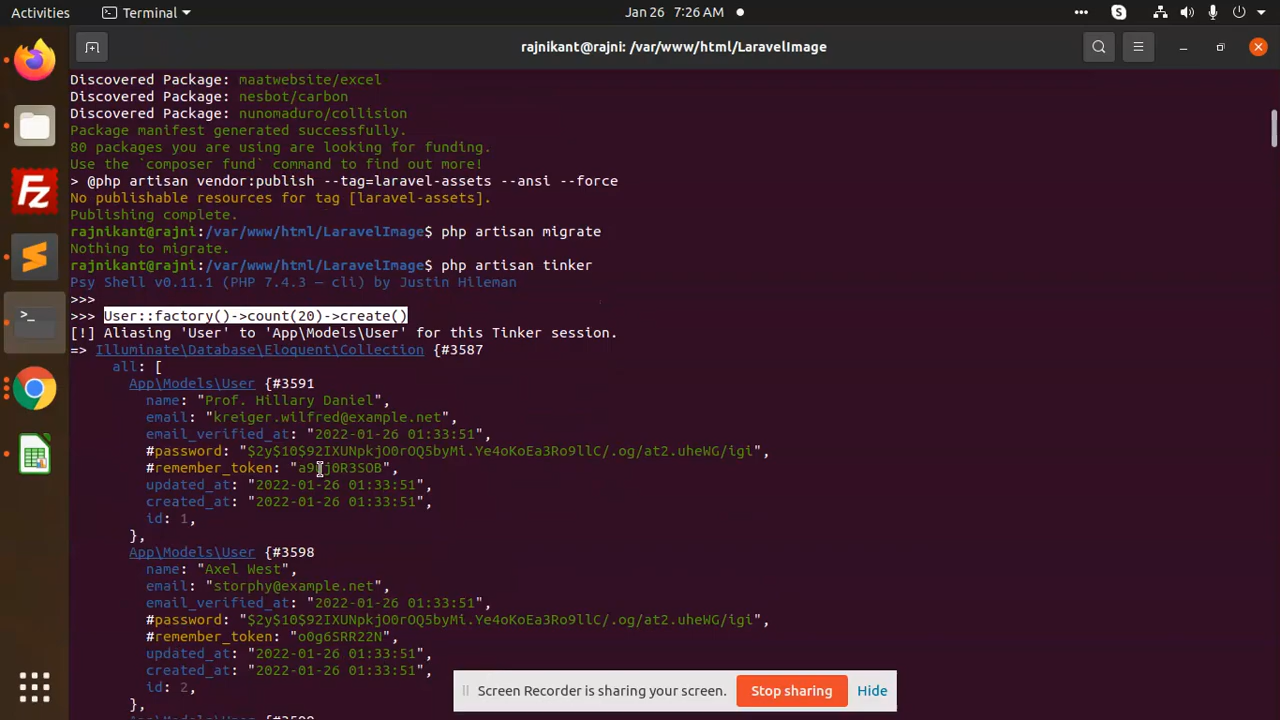 Activities
Terminal
Jan 26 7:26 AM
rajnikant@rajni: /var/www/html/LaravelImage
Discovered Package: maatwebsite/excel
Discovered Package: nesbot/carbon
Discovered Package: nunomaduro/collision
Package manifest generated successfully.
80 packages you are using are looking for funding.
Use the `composer fund` command to find out more!
> @php artisan vendor:publish --tag=laravel-assets --ansi --force
No publishable resources for tag [laravel-assets].
Publishing complete.
rajnikant@rajni:/var/www/html/LaravelImage$ php artisan migrate
Nothing to migrate.
rajnikant@rajni:/var/www/html/LaravelImage$ php artisan tinker
Psy Shell v0.11.1 (PHP 7.4.3 — cli) by Justin Hileman
>>>
>>> User::factory()->count(20)->create()
[!] Aliasing 'User' to 'App\Models\User' for this Tinker session.
=> Illuminate\Database\Eloquent\Collection {#3587
all: [
App\Models\User {#3591
name: "Prof. Hillary Daniel",
email: "kreiger.wilfred@example.net",
email_verified_at: "2022-01-26 01:33:51",
#password: "$2y$10$92IXUNpkjO0rOQ5byMi.Ye4oKoEa3Ro9llC/.og/at2.uheWG/igi",
#remember_token:
updated_at: "2022-01-26 01:33:51",
created_at: "2022-01-26 01:33:51",
id: 1,
},
App\Models\User {#3598
name: "Axel West",
email: "storphy@example.net",
email_verified_at: "2022-01-26 01:33:51",
#password: "$2y$10$92IXUNpkjO0rOQ5byMi.Ye4oKoEa3Ro9llC/.og/at2.uheWG/igi",
#remember_token: "o0g6SRR22N",
updated_at: "2022-01-26 01:33:51",
created_at: "2022-01-26 01:33:51",
id: 2,
},
Screen Recorder is sharing your screen.
Stop sharing
Hide